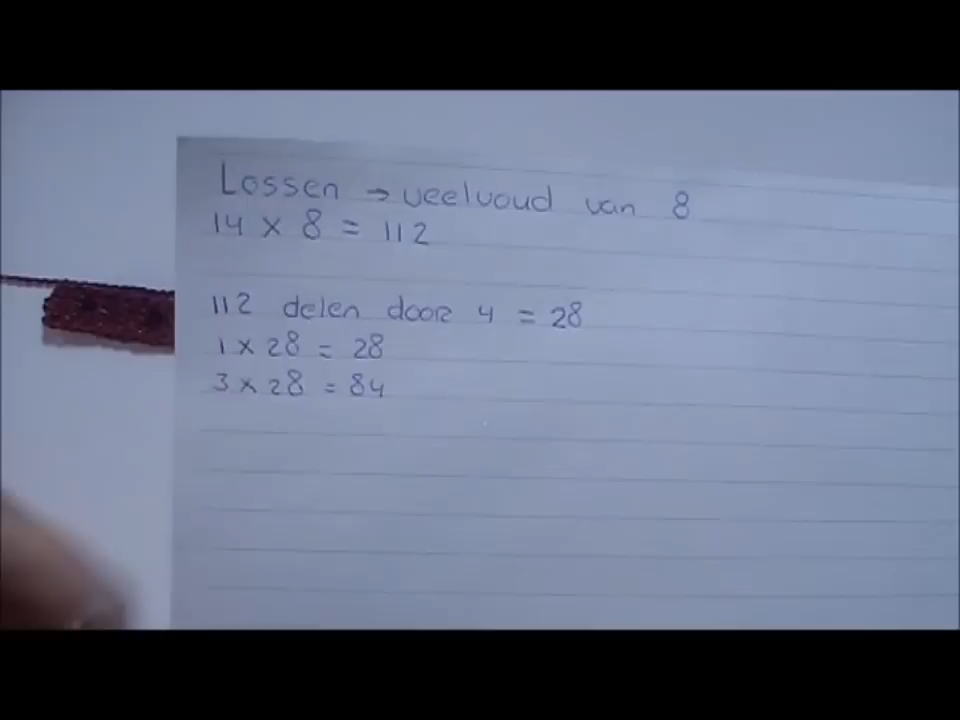 Lossen → veelvoud van 8
14 x 8 = 112
112 delen door 4 = 28
1 x 28 = 28
3 x 28 = 84